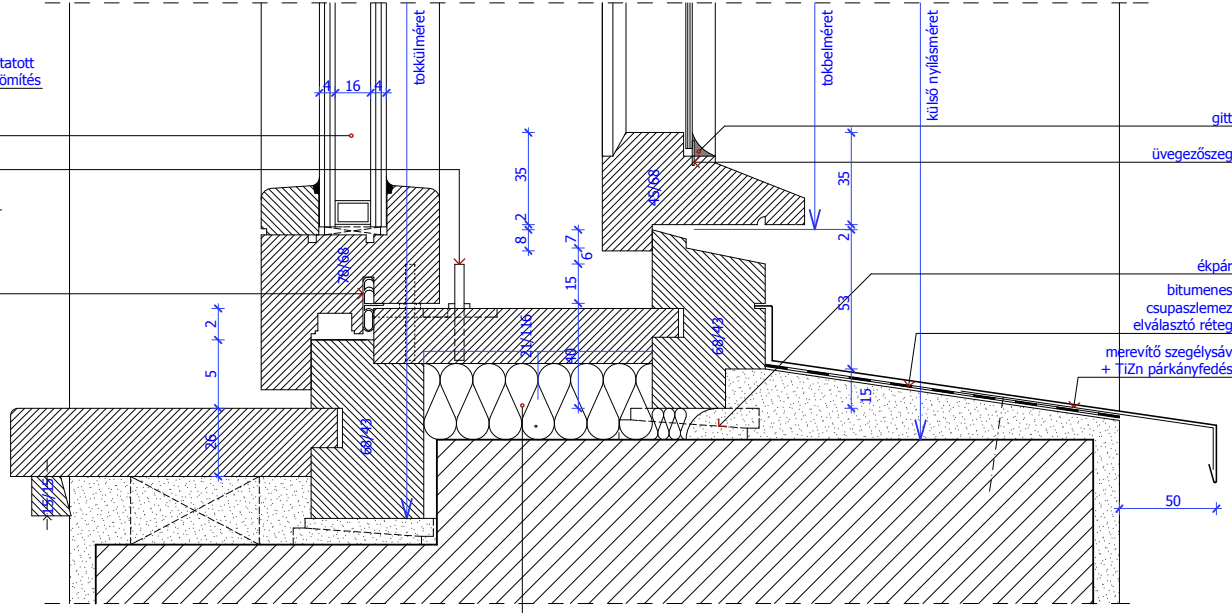 tatott
ömítés
4 16 4
tokkülméret
tokbelméret
külső nyílásméret
gitt
üvegezőszeg
ékpár
bitumenes
csupaszlemez
elválasztó réteg
merevítő szegélysáv
+ TiZn párkányfedés
35
2
8
7
6
15
40
35
2
53
15
45/68
78/68
21/116
68/43
68/43
2
5
26
15/15
50